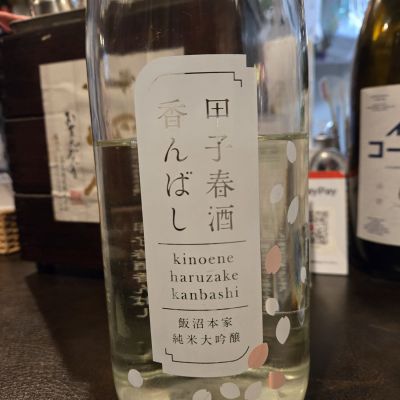 甲子春酒
香んばし
kinoene
haruzake
kanbashi
飯沼本家
純米大吟醸
PayPay